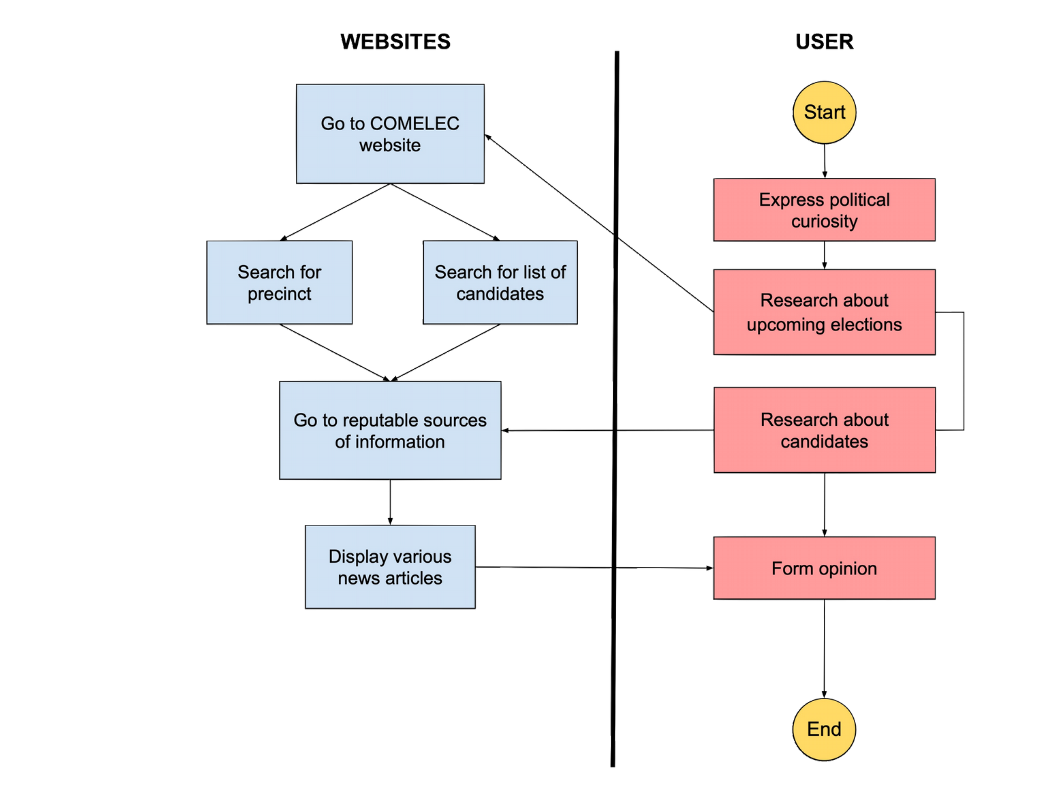 WEBSITES
USER
Go to COMELEC
website
Search for
precinct
Search for list of
candidates
Go to reputable sources
of information
Display various
news articles
Start
Express political
curiosity
Research about
upcoming elections
Research about
candidates
Form opinion
End